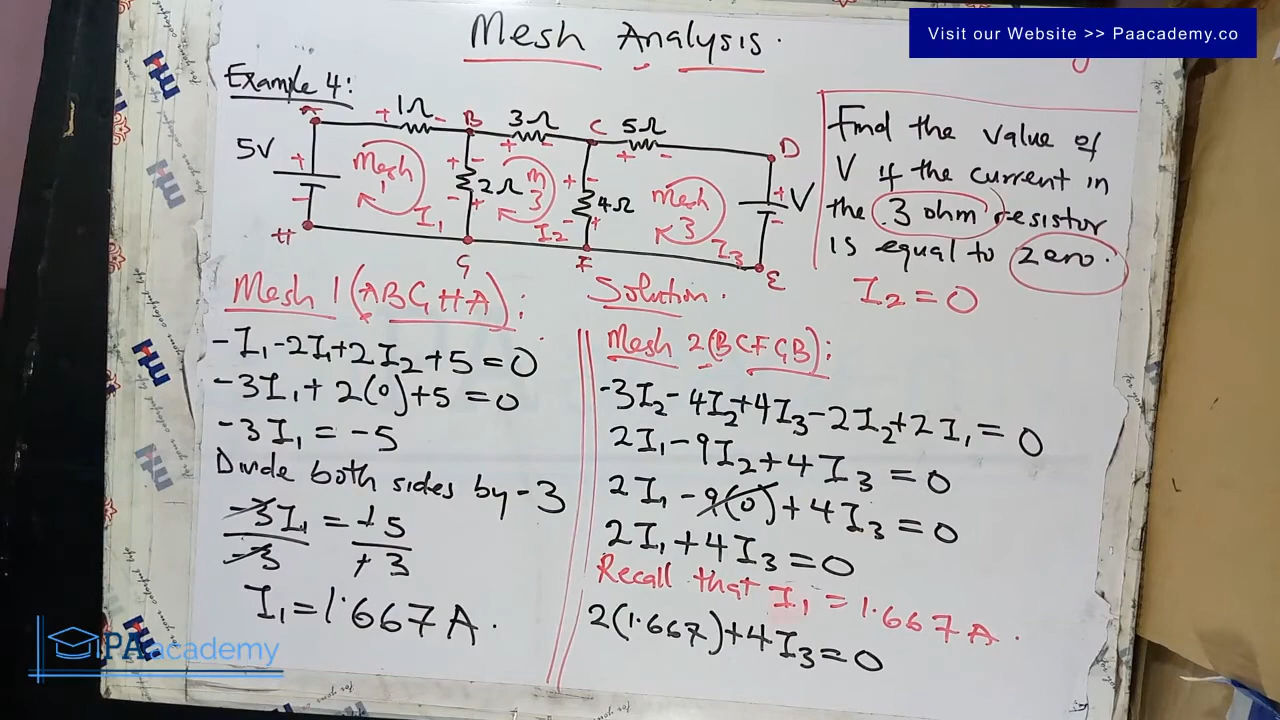 Mesh Analysis.
Visit our Website >> Paacademy.co
Example 4:
A
1Ω
B
3Ω
C
5Ω
D
5V
+ -
Mesh 1
2Ω
m 3
4Ω
Mesh 3
V
I₁
I₂
I₃
H
G
F
E
Find the value of
V if the current in
the 3 ohm resistor
is equal to zero.
I₂ = 0
Solution.
Mesh 1 (ABGHA):
-I₁-2I₁+2I₂+5=0
-3I₁+2(0)+5=0
-3I₁=-5
Divide both sides by -3
-3I₁/-3 = +5/+3
I₁=1.667A.
Mesh 2 (BCFGB):
-3I₂-4I₂+4I₃-2I₂+2I₁=0
2I₁-9I₂+4I₃=0
2I₁-9(0)+4I₃=0
2I₁+4I₃=0
Recall that I₁=1.667A.
2(1.667)+4I₃=0
PAacademy